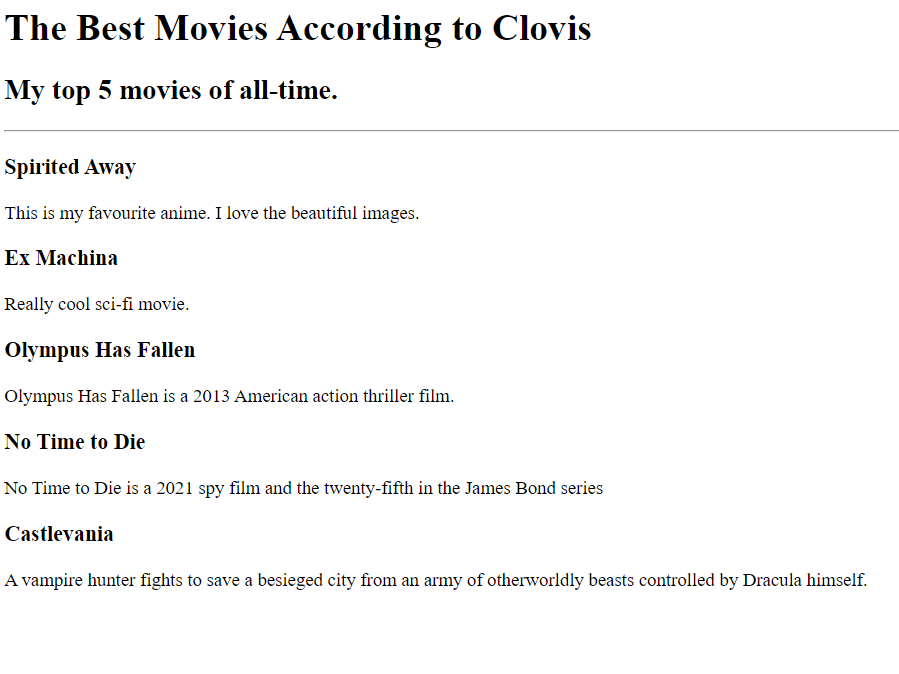 The Best Movies According to Clovis
My top 5 movies of all-time.
Spirited Away
This is my favourite anime. I love the beautiful images.
Ex Machina
Really cool sci-fi movie.
Olympus Has Fallen
Olympus Has Fallen is a 2013 American action thriller film.
No Time to Die
No Time to Die is a 2021 spy film and the twenty-fifth in the James Bond series
Castlevania
A vampire hunter fights to save a besieged city from an army of otherworldly beasts controlled by Dracula himself.